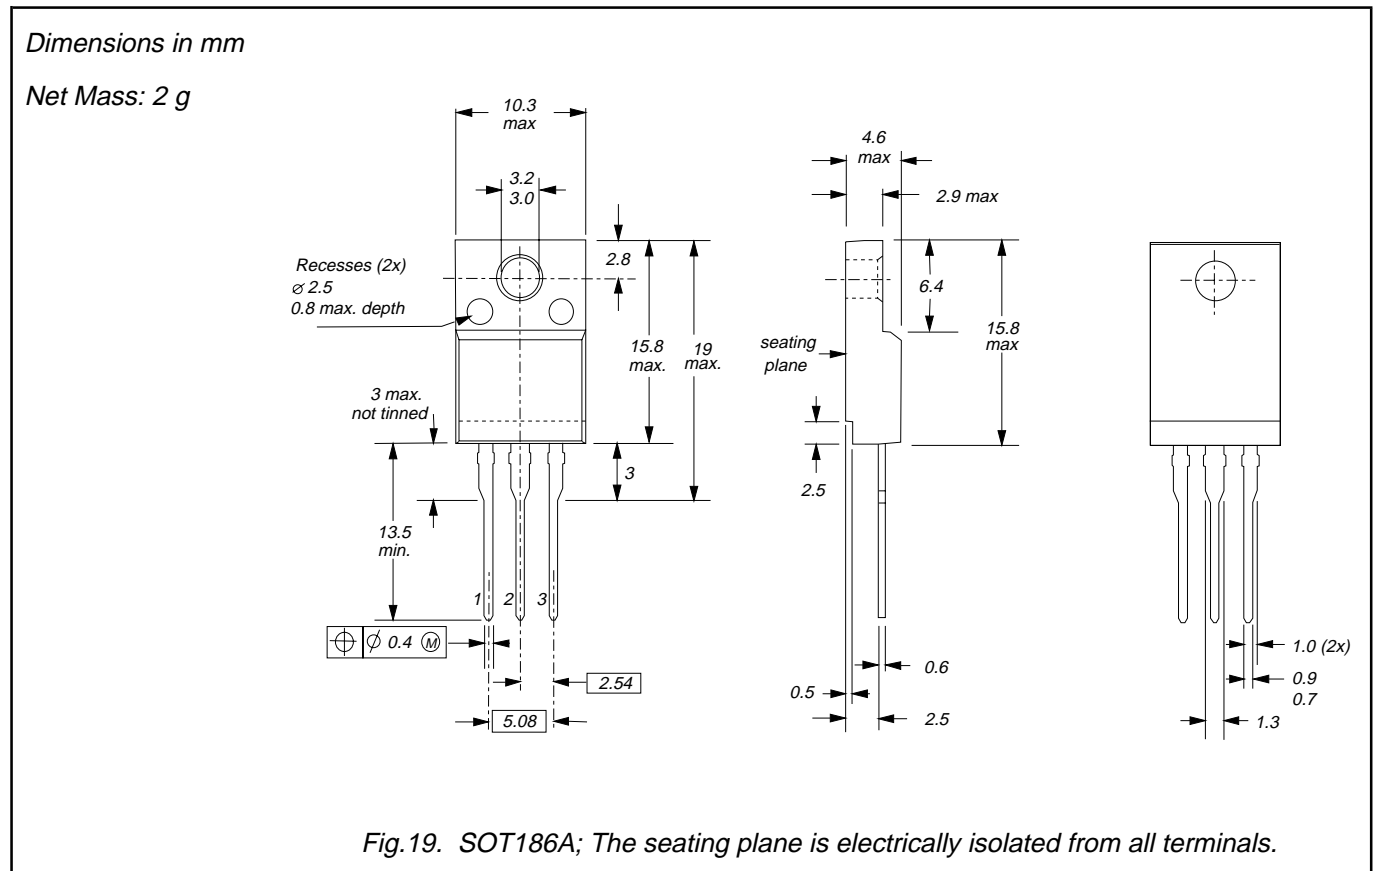 Dimensions in mm
Net Mass: 2 g
10.3
max
3.2
3.0
2.8
Recesses (2x)
⌀ 2.5
0.8 max. depth
15.8
max.
19
max.
3 max.
not tinned
3
13.5
min.
1 2 3
⌖ ⌀ 0.4 Ⓜ
2.54
5.08
4.6
max
2.9 max
6.4
15.8
max
seating
plane
2.5
0.6
0.5
2.5
1.0 (2x)
0.9
0.7
1.3
Fig.19. SOT186A; The seating plane is electrically isolated from all terminals.